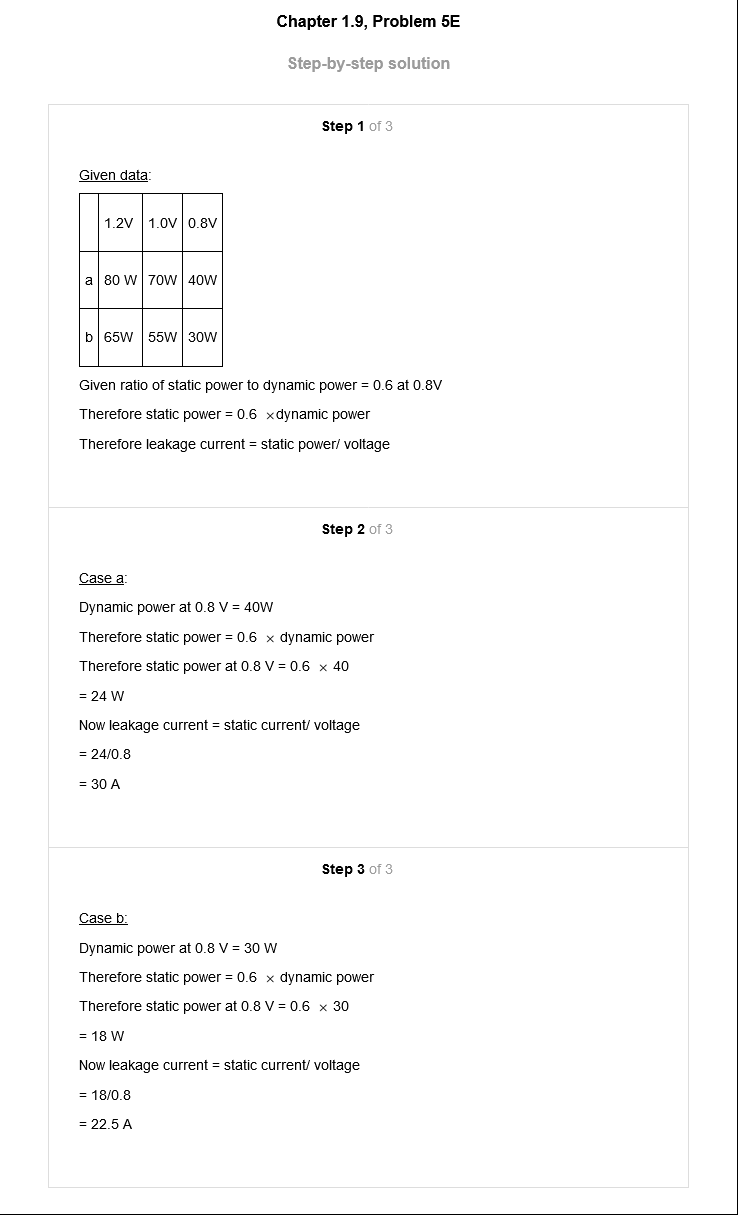 Chapter 1.9, Problem 5E
Step-by-step solution
Step 1 of 3
Given data:
1.2V 1.0V 0.8V
a 80 W 70W 40W
b 65W 55W 30W
Given ratio of static power to dynamic power = 0.6 at 0.8V
Therefore static power = 0.6 ×dynamic power
Therefore leakage current = static power/ voltage
Step 2 of 3
Case a:
Dynamic power at 0.8 V = 40W
Therefore static power = 0.6 × dynamic power
Therefore static power at 0.8 V = 0.6 × 40
= 24 W
Now leakage current = static current/ voltage
= 24/0.8
= 30 A
Step 3 of 3
Case b:
Dynamic power at 0.8 V = 30 W
Therefore static power = 0.6 × dynamic power
Therefore static power at 0.8 V = 0.6 × 30
= 18 W
Now leakage current = static current/ voltage
= 18/0.8
= 22.5 A